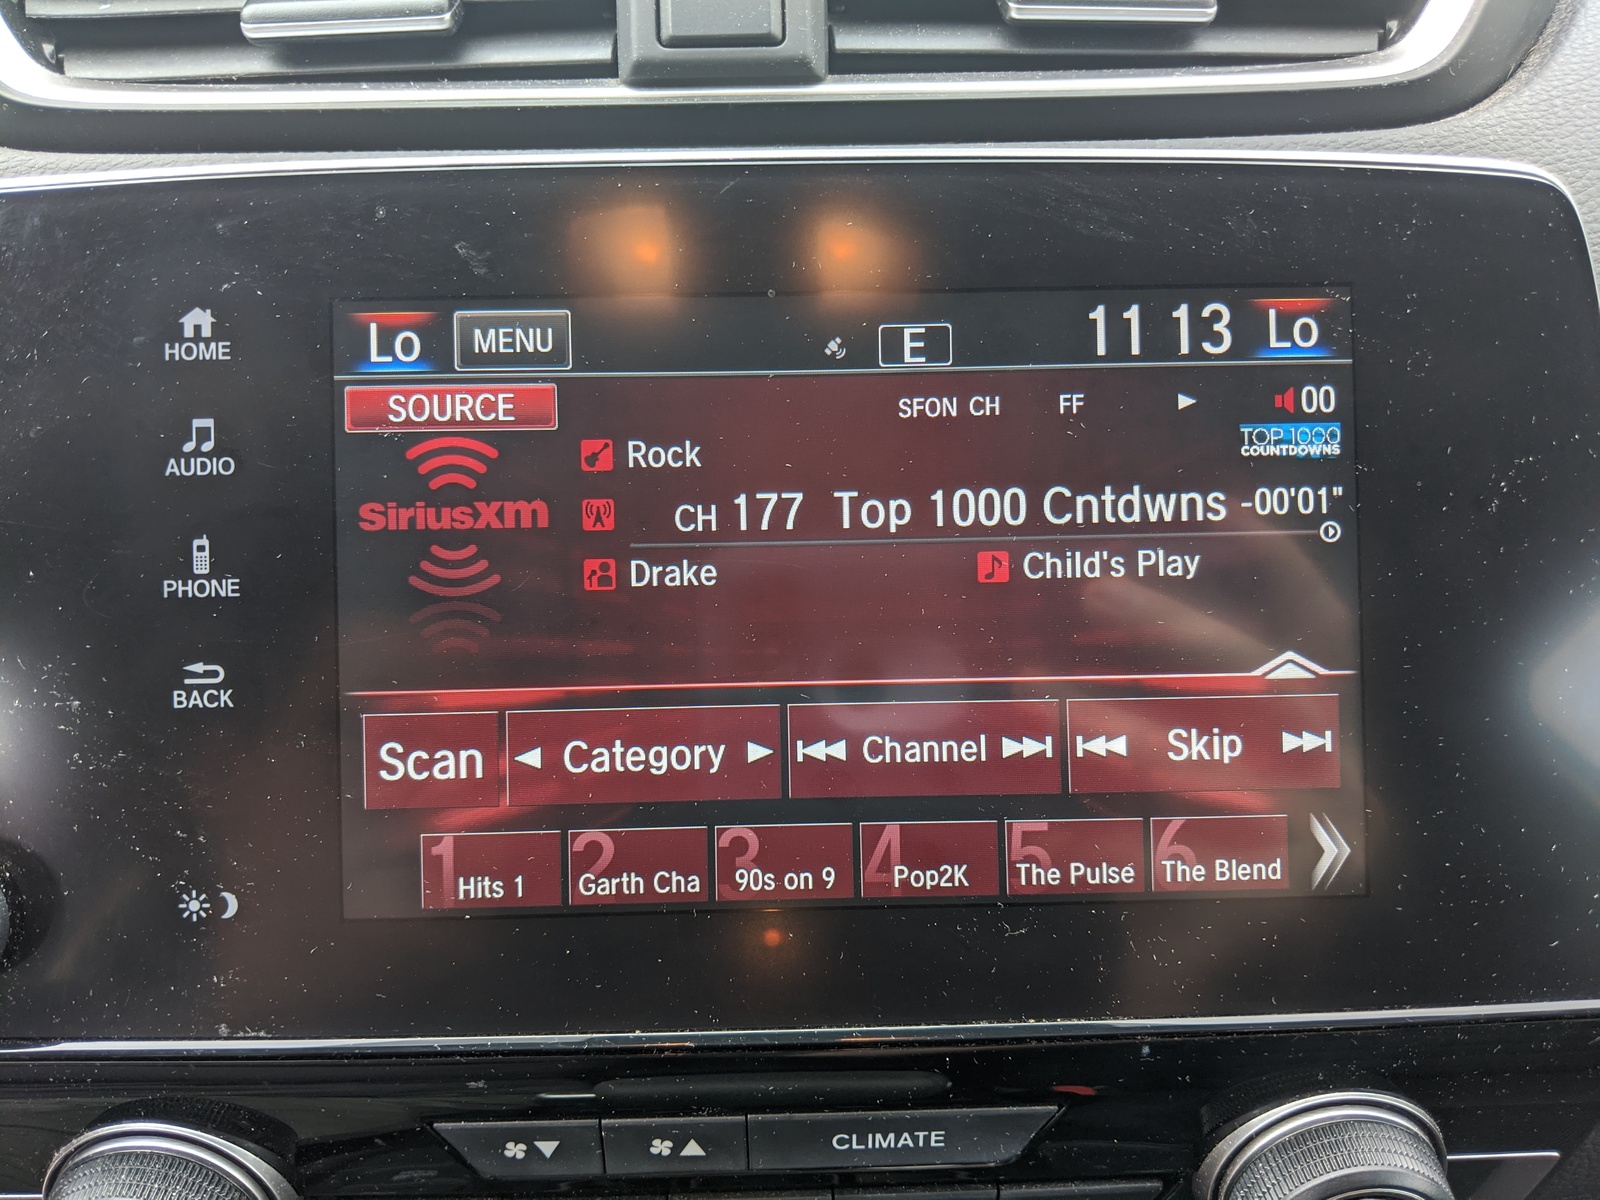 HOME
AUDIO
PHONE
BACK
Lo MENU E 11 13 Lo
SOURCE SFON CH FF 00
TOP 1000
COUNTDOWNS
Rock
SiriusXM CH 177 Top 1000 Cntdwns -00'01"
Drake Child's Play
Scan Category Channel Skip
1 Hits 1 2 Garth Cha 3 90s on 9 4 Pop2K 5 The Pulse 6 The Blend
CLIMATE